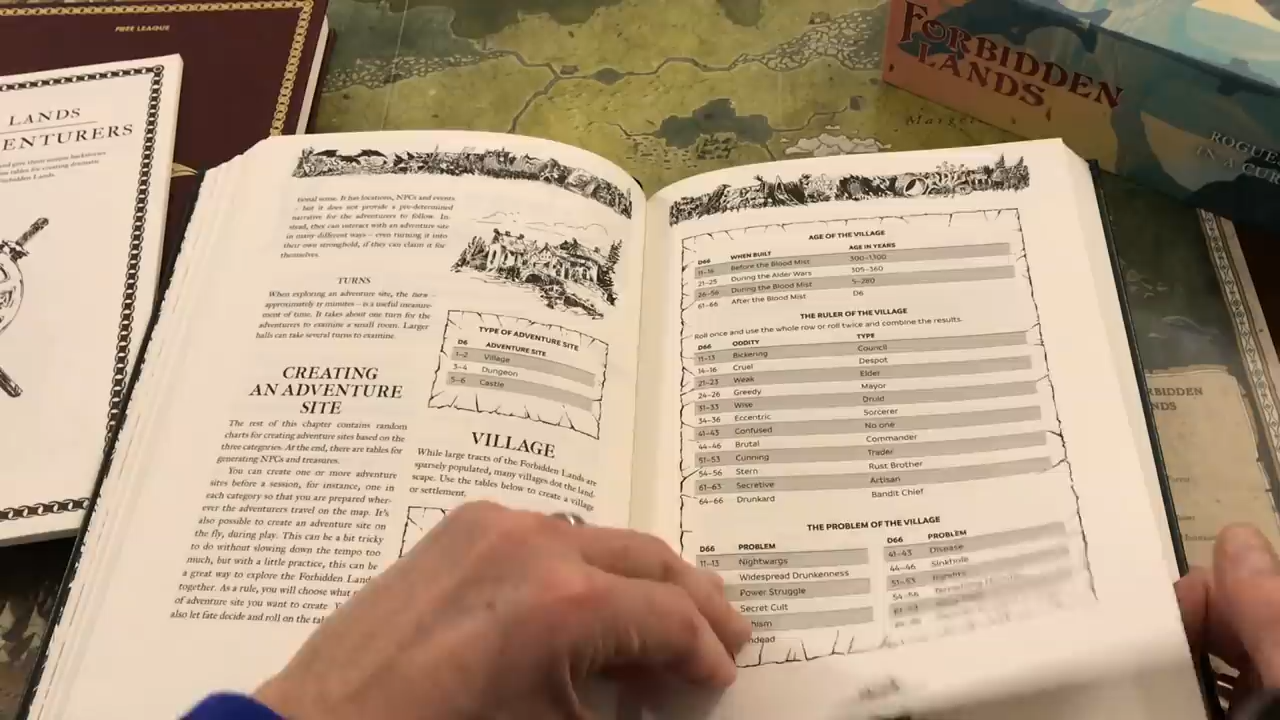 FREE LEAGUE
LANDS
ENTURERS
FORBIDDEN
LANDS
ROGUES
IN A CUR
tional sense. It has locations, NPCs and events
– but it does not provide a pre-determined
narrative for the adventurers to follow. In-
stead, they can interact with an adventure site
in many different ways – even turning it into
their own stronghold, if they can claim it for
themselves.
TURNS
When exploring an adventure site, the turn –
approximately 15 minutes – is a useful measure-
ment of time. It takes about one turn for the
adventurers to examine a small room. Larger
halls can take several turns to examine.
CREATING
AN ADVENTURE
SITE
The rest of this chapter contains random
charts for creating adventure sites based on the
three categories. At the end, there are tables for
generating NPCs and treasures.
You can create one or more adventure
sites before a session, for instance, one in
each category so that you are prepared wher-
ever the adventurers travel on the map. It's
also possible to create an adventure site on
the fly, during play. This can be a bit tricky
to do without slowing down the tempo too
much, but with a little practice, this can be
a great way to explore the Forbidden Land
together. As a rule, you will choose what
of adventure site you want to create
also let fate decide and roll on the
TYPE OF ADVENTURE SITE
D6 ADVENTURE SITE
1–2 Village
3–4 Dungeon
5–6 Castle
VILLAGE
While large tracts of the Forbidden Lands are
sparsely populated, many villages dot the land-
scape. Use the tables below to create a village
or settlement.
AGE OF THE VILLAGE
D66 WHEN BUILT AGE IN YEARS
11–16 Before the Blood Mist 300–1300
21–25 During the Alder Wars 305–360
26–56 During the Blood Mist 5–280
61–66 After the Blood Mist D6
THE RULER OF THE VILLAGE
Roll once and use the whole row or roll twice and combine the results.
D66 ODDITY TYPE
11–13 Bickering Council
14–16 Cruel Despot
21–23 Weak Elder
24–26 Greedy Mayor
31–33 Wise Druid
34–36 Eccentric Sorcerer
41–43 Confused No one
44–46 Brutal Commander
51–53 Cunning Trader
54–56 Stern Rust Brother
61–63 Secretive Artisan
64–66 Drunkard Bandit Chief
THE PROBLEM OF THE VILLAGE
D66 PROBLEM
11–13 Nightwargs
Widespread Drunkenness
Power Struggle
Secret Cult
D66 PROBLEM
41–43 Disease
44–46 Sinkhole
51–53
54–56
RBIDDEN
NDS